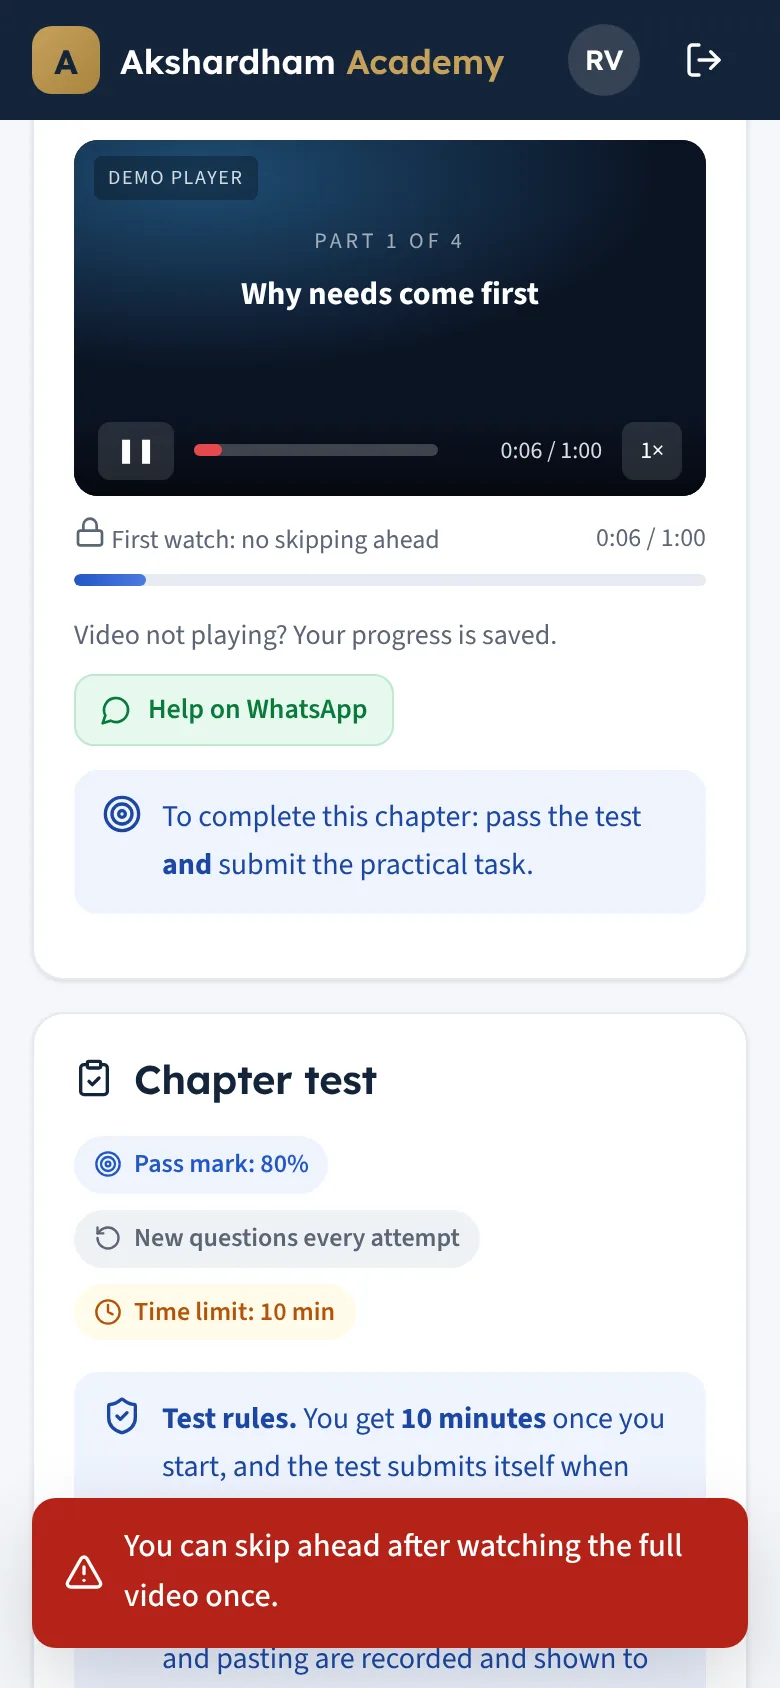 A Akshardham Academy RV
DEMO PLAYER
PART 1 OF 4
Why needs come first
0:06 / 1:00 1×
First watch: no skipping ahead 0:06 / 1:00
Video not playing? Your progress is saved.
Help on WhatsApp
To complete this chapter: pass the test
and submit the practical task.
Chapter test
Pass mark: 80%
New questions every attempt
Time limit: 10 min
Test rules. You get 10 minutes once you
start, and the test submits itself when
You can skip ahead after watching the full
video once.
and pasting are recorded and shown to